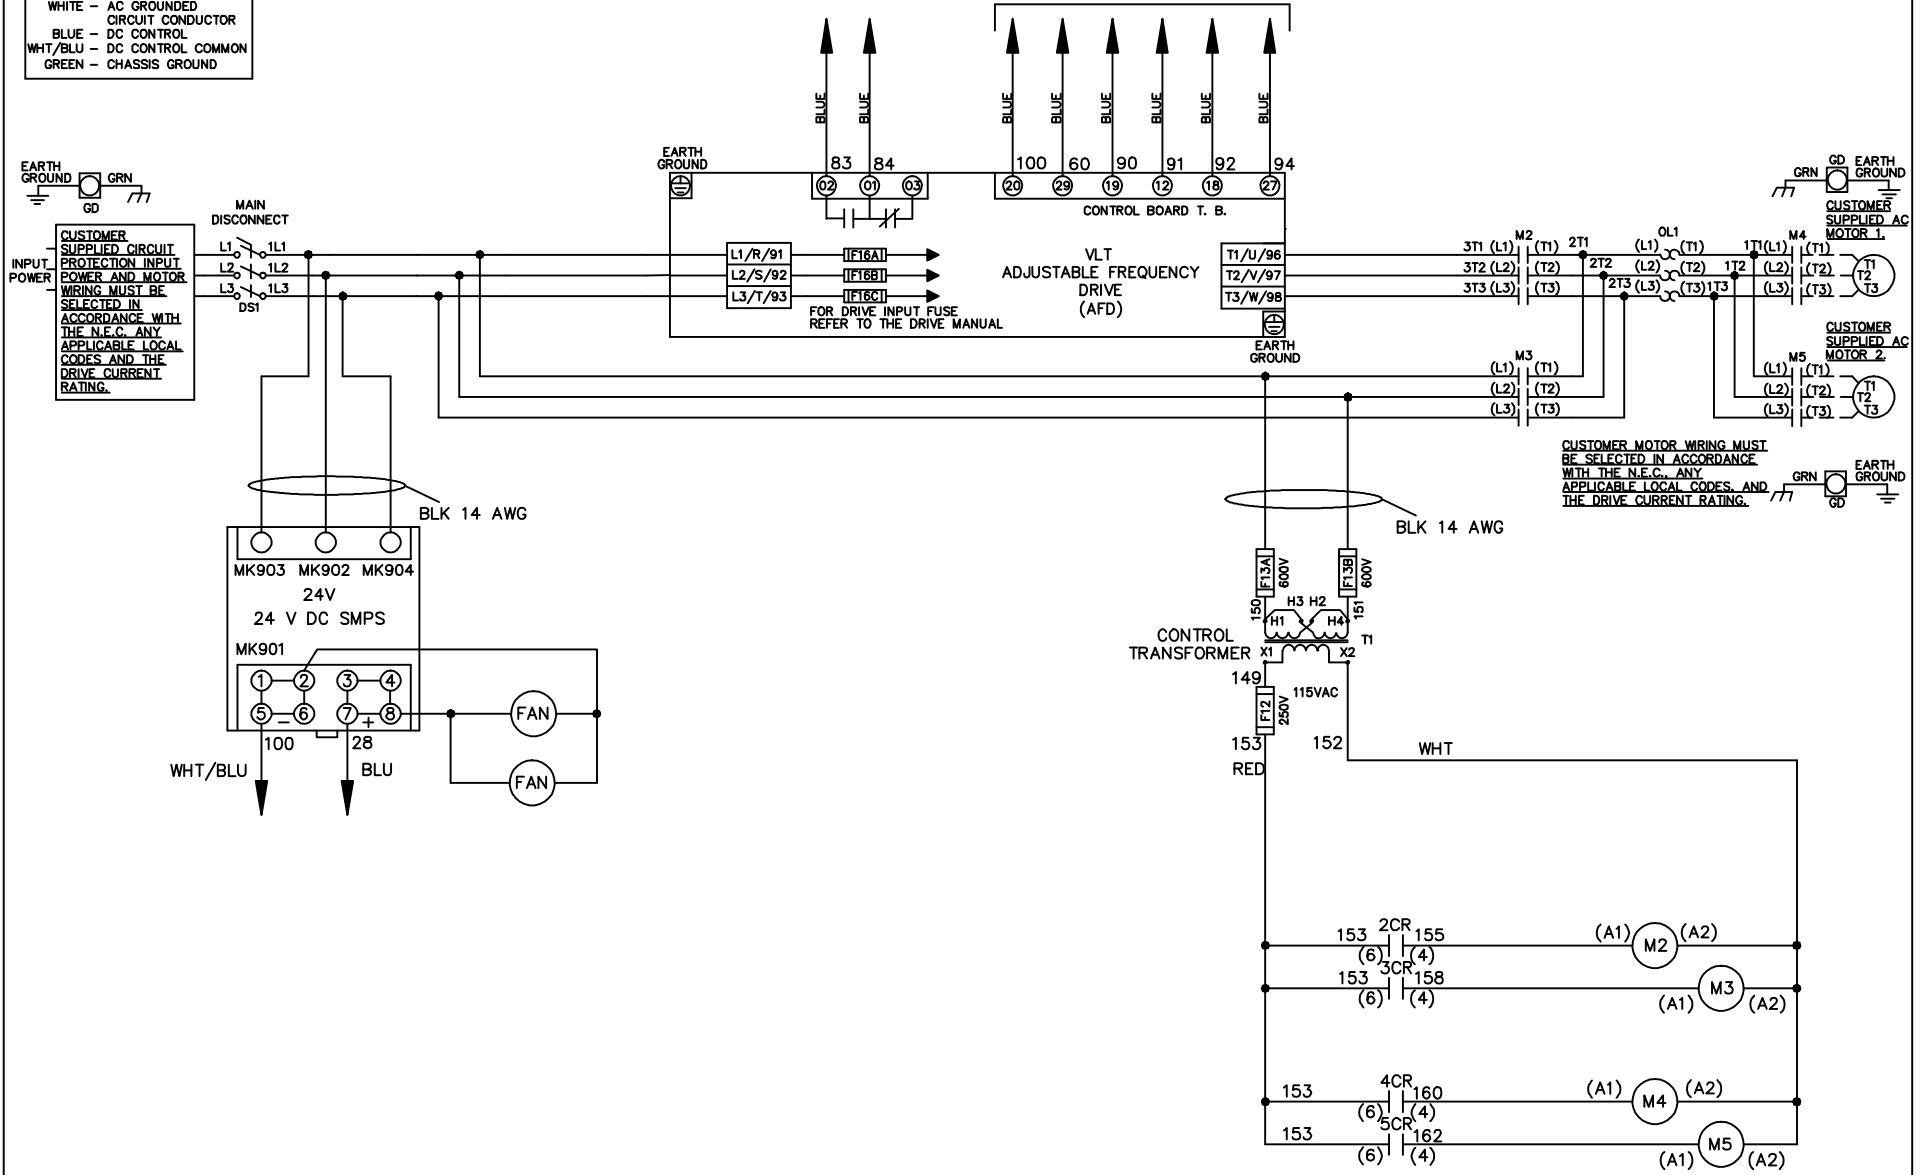 WHITE – AC GROUNDED
CIRCUIT CONDUCTOR
BLUE – DC CONTROL
WHT/BLU – DC CONTROL COMMON
GREEN – CHASSIS GROUND
BLUE
BLUE
BLUE
BLUE
BLUE
BLUE
BLUE
BLUE
EARTH
GROUND
83
84
100
60
90
91
92
94
02
01
03
20
29
19
12
18
27
CONTROL BOARD T. B.
EARTH
GROUND
GRN
GD
MAIN
DISCONNECT
INPUT
POWER
CUSTOMER
SUPPLIED CIRCUIT
PROTECTION INPUT
POWER AND MOTOR
WIRING MUST BE
SELECTED IN
ACCORDANCE WITH
THE N.E.C. ANY
APPLICABLE LOCAL
CODES AND THE
DRIVE CURRENT
RATING.
L1
1L1
L2
1L2
L3
1L3
DS1
L1/R/91
L2/S/92
L3/T/93
F16A
F16B
F16C
FOR DRIVE INPUT FUSE
REFER TO THE DRIVE MANUAL
VLT
ADJUSTABLE FREQUENCY
DRIVE
(AFD)
T1/U/96
T2/V/97
T3/W/98
EARTH
GROUND
GD
GRN
EARTH
GROUND
CUSTOMER
SUPPLIED AC
MOTOR 1.
M2
3T1 (L1) (T1) 2T1
3T2 (L2) (T2) 2T2
3T3 (L3) (T3) 2T3
OL1
(L1) (T1) 1T1
(L2) (T2) 1T2
(L3) (T3) 1T3
M4
(L1) (T1)
(L2) (T2)
(L3) (T3)
T1
T2
T3
CUSTOMER
SUPPLIED AC
MOTOR 2.
M3
(L1) (T1)
(L2) (T2)
(L3) (T3)
M5
(L1) (T1)
(L2) (T2)
(L3) (T3)
T1
T2
T3
CUSTOMER MOTOR WIRING MUST
BE SELECTED IN ACCORDANCE
WITH THE N.E.C., ANY
APPLICABLE LOCAL CODES, AND
THE DRIVE CURRENT RATING.
GRN
GD
EARTH
GROUND
BLK 14 AWG
BLK 14 AWG
MK903 MK902 MK904
24V
24 V DC SMPS
MK901
1
2
3
4
5
–
6
7
+
8
100
28
WHT/BLU
BLU
FAN
FAN
F13A
600V
F13B
600V
150
151
H3 H2
H1
H4
T1
CONTROL
TRANSFORMER
X1
X2
149
115VAC
F12
250V
153
152
RED
WHT
2CR
153
155
(6)
(4)
(A1)
M2
(A2)
3CR
153
158
(6)
(4)
(A1)
M3
(A2)
4CR
153
160
(6)
(4)
(A1)
M4
(A2)
5CR
153
162
(6)
(4)
(A1)
M5
(A2)